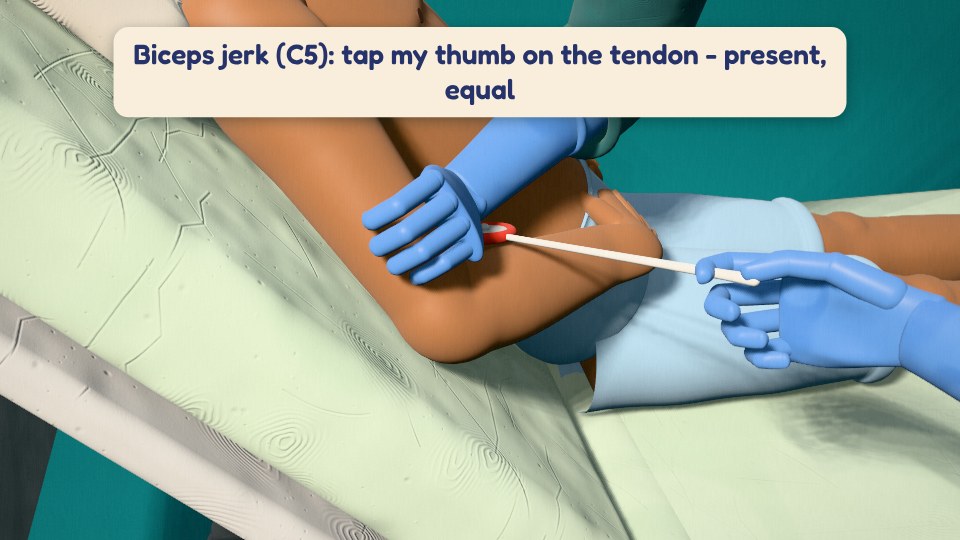 Biceps jerk (C5): tap my thumb on the tendon - present,
equal